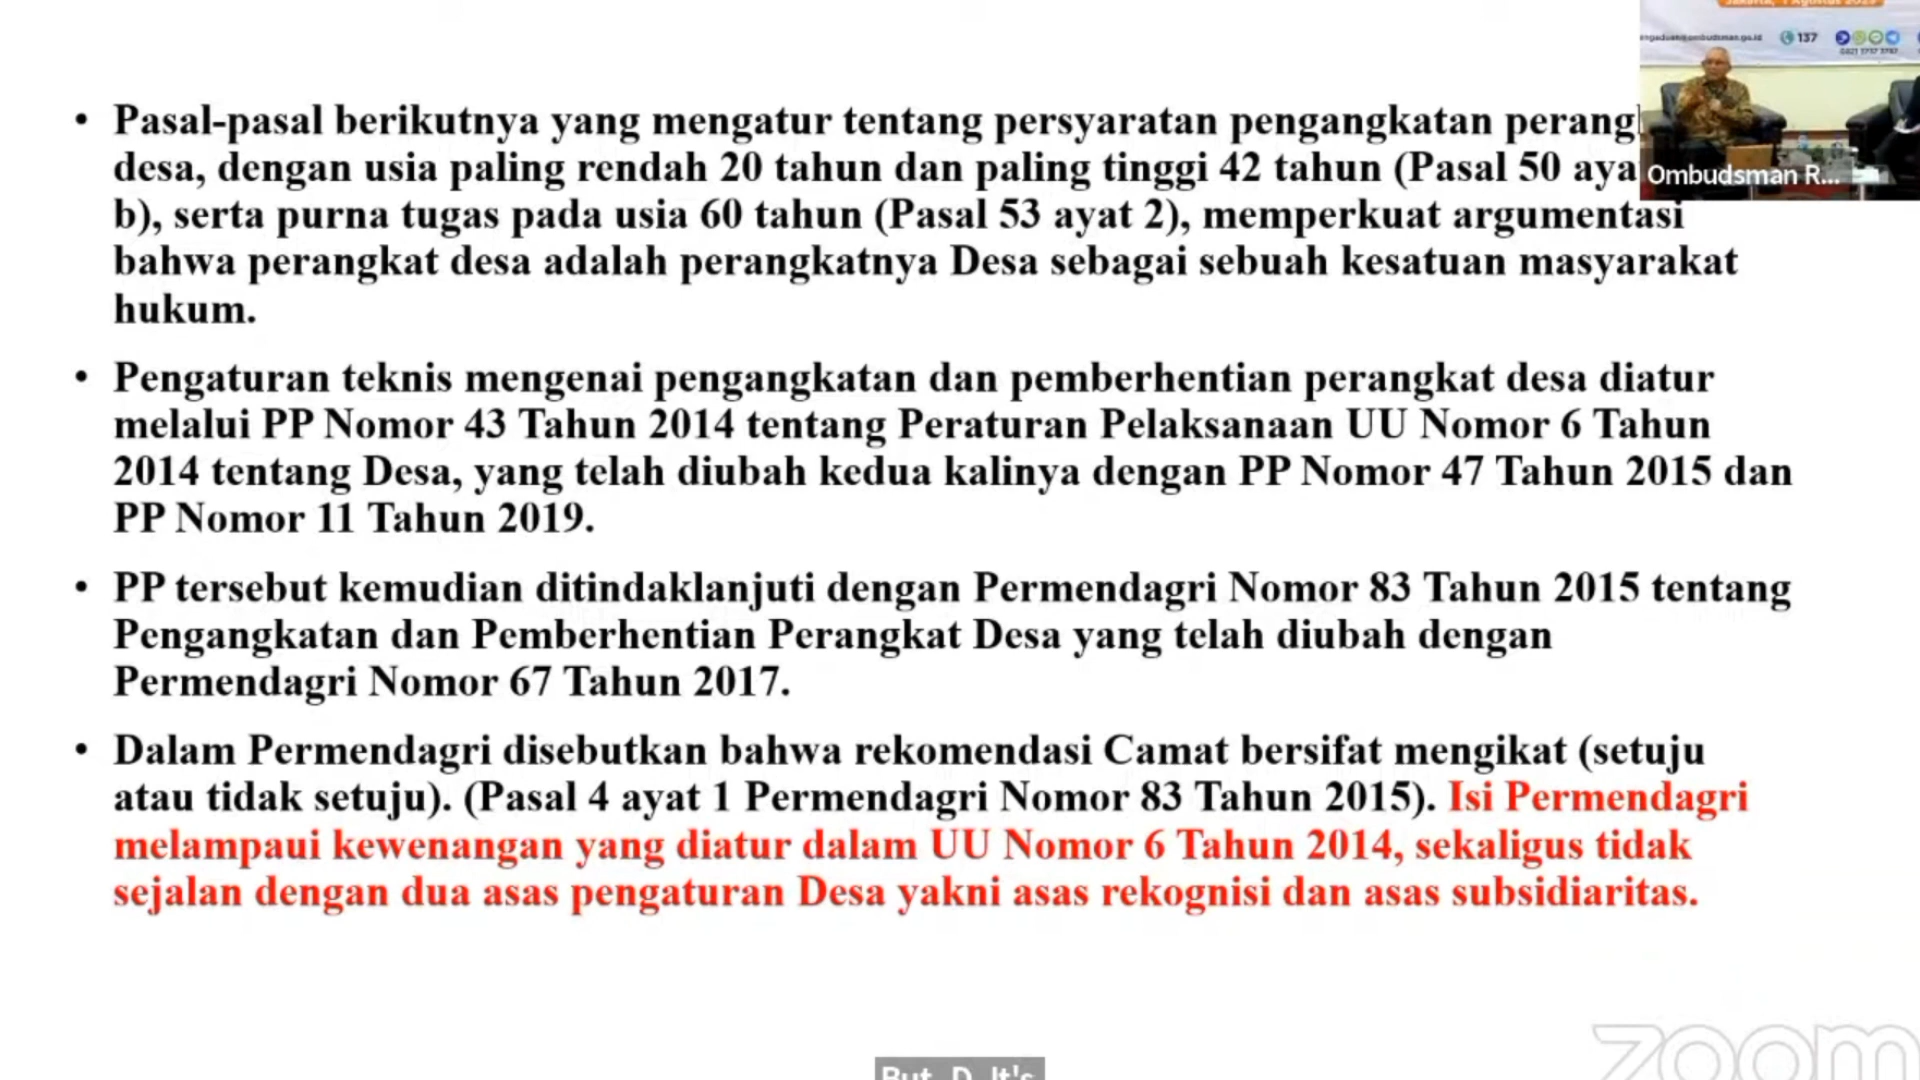 Jakarta, 1 Agustus 2023
137
0821 3737 3737
Ombudsman R...
• Pasal-pasal berikutnya yang mengatur tentang persyaratan pengangkatan
desa, dengan usia paling rendah 20 tahun dan paling tinggi 42 tahun (Pasal 50
b), serta purna tugas pada usia 60 tahun (Pasal 53 ayat 2), memperkuat argumentasi
bahwa perangkat desa adalah perangkatnya Desa sebagai sebuah kesatuan masyarakat
hukum.
• Pengaturan teknis mengenai pengangkatan dan pemberhentian perangkat desa diatur
melalui PP Nomor 43 Tahun 2014 tentang Peraturan Pelaksanaan UU Nomor 6 Tahun
2014 tentang Desa, yang telah diubah kedua kalinya dengan PP Nomor 47 Tahun 2015 dan
PP Nomor 11 Tahun 2019.
• PP tersebut kemudian ditindaklanjuti dengan Permendagri Nomor 83 Tahun 2015 tentang
Pengangkatan dan Pemberhentian Perangkat Desa yang telah diubah dengan
Permendagri Nomor 67 Tahun 2017.
• Dalam Permendagri disebutkan bahwa rekomendasi Camat bersifat mengikat (setuju
atau tidak setuju). (Pasal 4 ayat 1 Permendagri Nomor 83 Tahun 2015). Isi Permendagri
melampaui kewenangan yang diatur dalam UU Nomor 6 Tahun 2014, sekaligus tidak
sejalan dengan dua asas pengaturan Desa yakni asas rekognisi dan asas subsidiaritas.
zoom